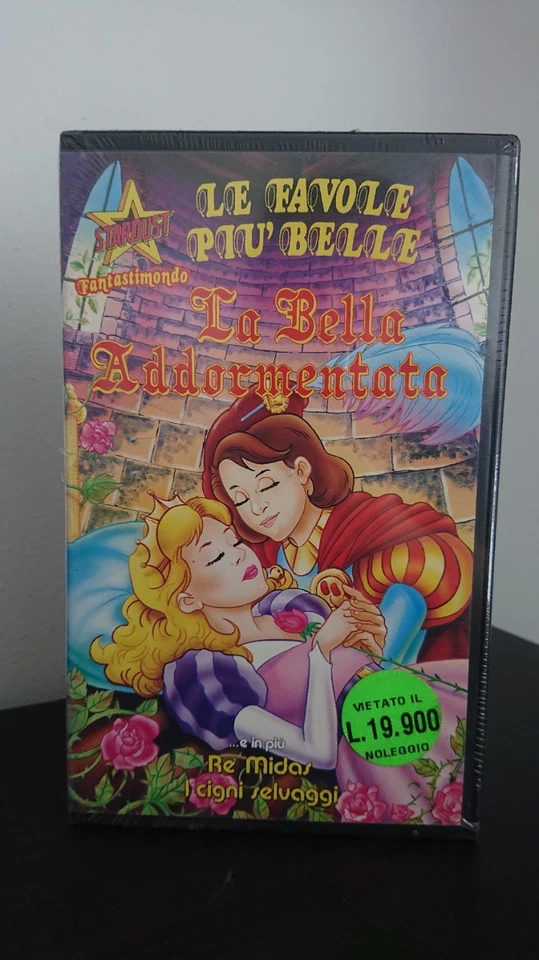 STARDUST
Fantastimondo
LE FAVOLE
PIU' BELLE
La Bella
Addormentata
VIETATO IL
L.19.900
NOLEGGIO
...e in più
Re Midas
I cigni selvaggi